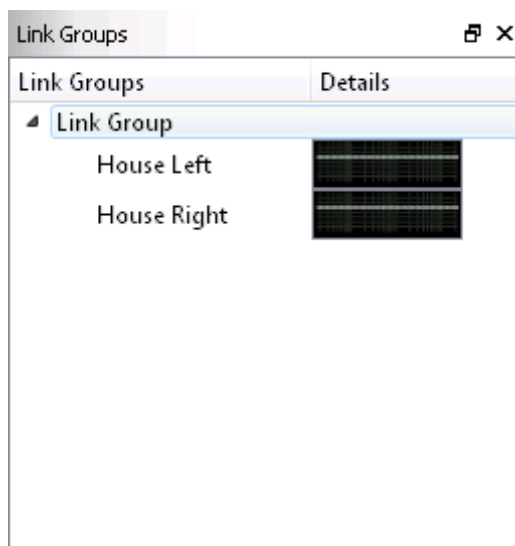 Link Groups
Link Groups Details
Link Group
House Left
House Right